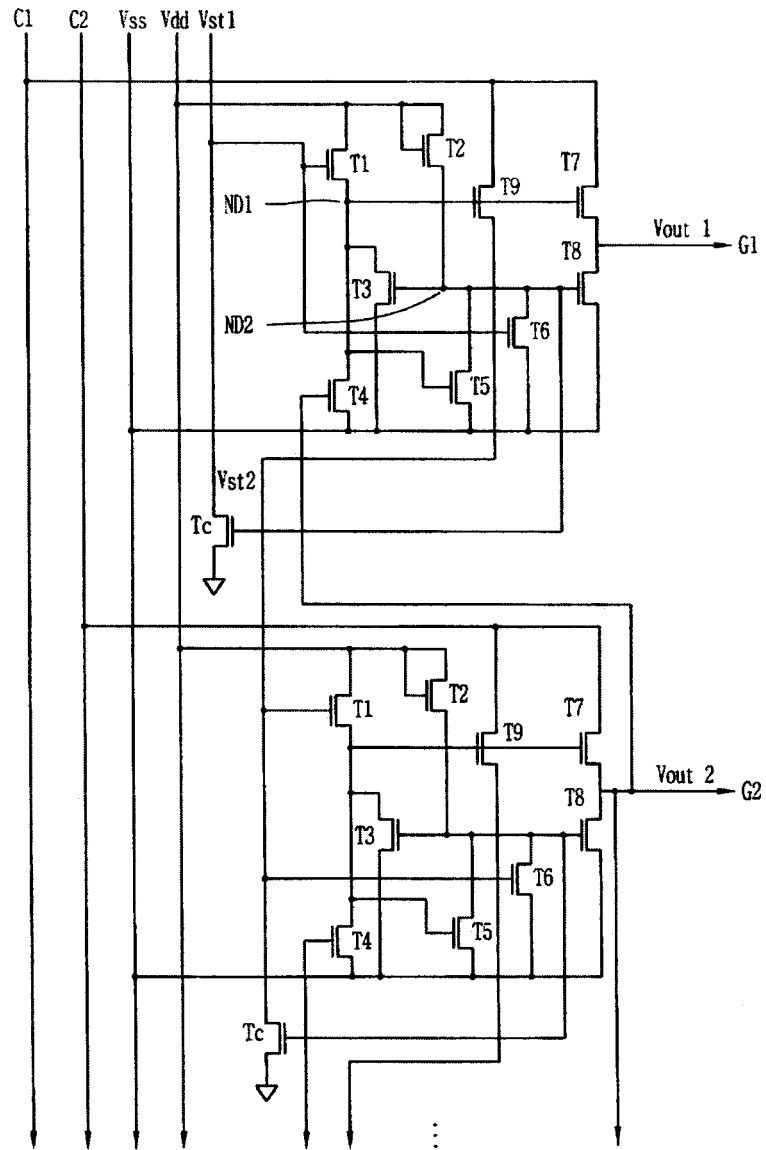 C1 C2 Vss Vdd Vst1
T1
T2
T7
ND1
T9
Vout 1
G1
T8
T3
ND2
T6
T4
T5
Vst2
Tc
T1
T2
T7
T9
Vout 2
G2
T8
T3
T6
T4
T5
Tc